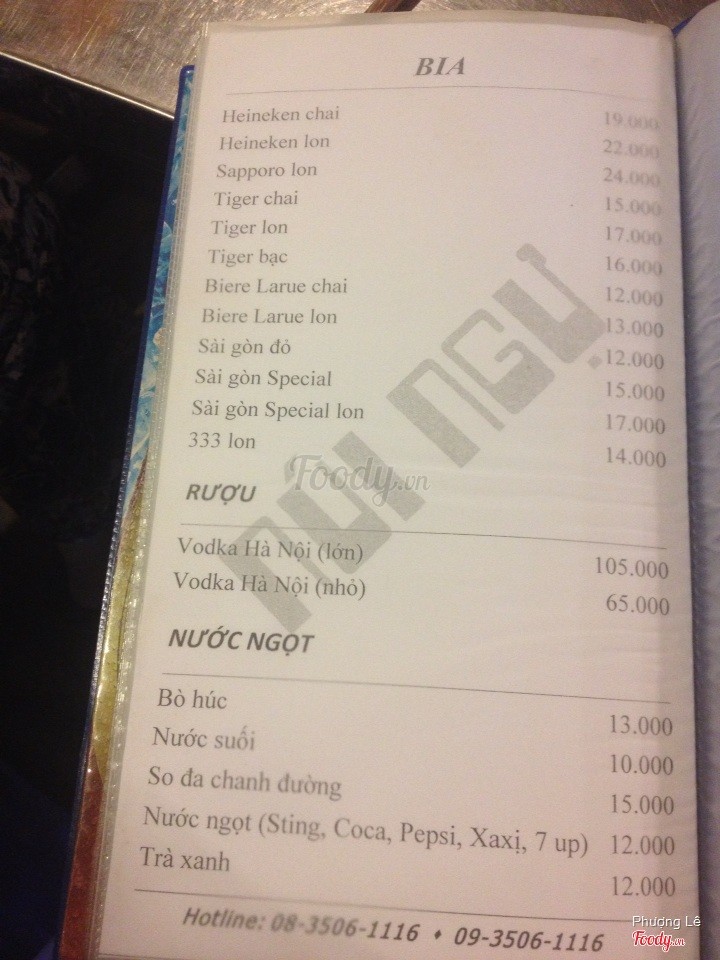 BIA
Heineken chai 19.000
Heineken lon 22.000
Sapporo lon 24.000
Tiger chai 15.000
Tiger lon 17.000
Tiger bạc 16.000
Biere Larue chai 12.000
Biere Larue lon 13.000
Sài gòn đỏ 12.000
Sài gòn Special 15.000
Sài gòn Special lon 17.000
333 lon 14.000
NÚI NGỰ
Foody.vn
RƯỢU
Vodka Hà Nội (lớn) 105.000
Vodka Hà Nội (nhỏ) 65.000
NƯỚC NGỌT
Bò húc 13.000
Nước suối 10.000
So đa chanh đường 15.000
Nước ngọt (Sting, Coca, Pepsi, Xaxị, 7 up) 12.000
Trà xanh 12.000
Hotline: 08-3506-1116 • 09-3506-1116
Phượng Lê
Foody.vn